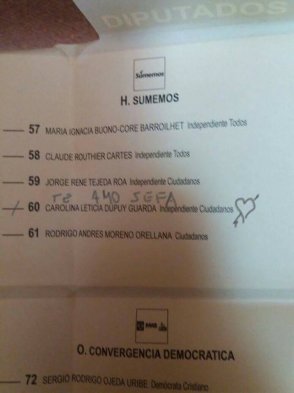 DIPUTADOS
Súmemos
H. SUMEMOS
57 MARIA IGNACIA BUONO-CORE BARROILHET Independiente Todos
58 CLAUDE ROUTHIER CARTES Independiente Todos
59 JORGE RENE TEJEDA ROA Independiente Ciudadanos
TE AMO SEFA
60 CAROLINA LETICIA DUPUY GUARDA Independiente Ciudadanos
61 RODRIGO ANDRES MORENO ORELLANA Ciudadanos
O. CONVERGENCIA DEMOCRATICA
72 SERGIO RODRIGO OJEDA URIBE Demócrata Cristiano